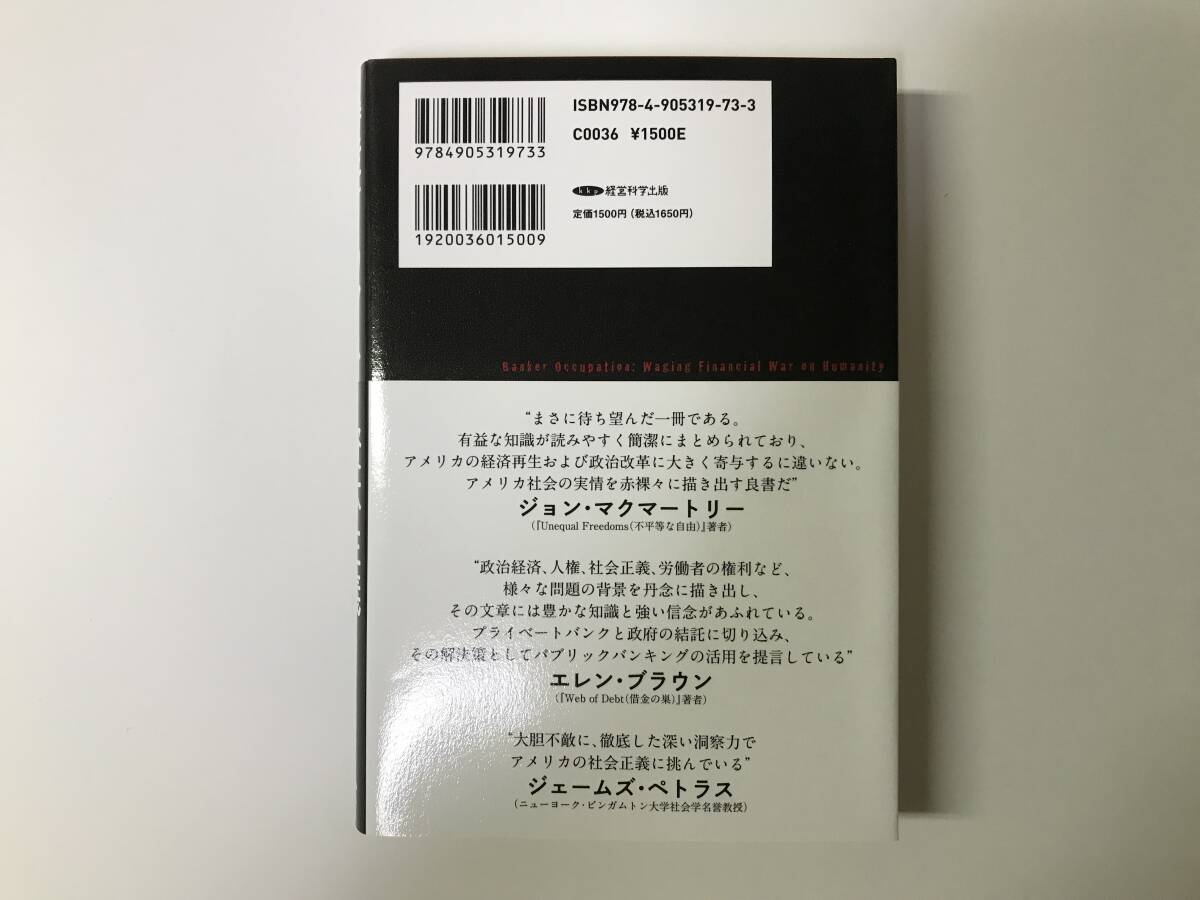 ISBN978-4-905319-73-3
C0036 ¥1500E
9784905319733
kkp 経営科学出版
定価1500円(税込1650円)
1920036015009
Banker Occupation: Waging Financial War on Humanity
“まさに待ち望んだ一冊である。
有益な知識が読みやすく簡潔にまとめられており、
アメリカの経済再生および政治改革に大きく寄与するに違いない。
アメリカ社会の実情を赤裸々に描き出す良書だ”
ジョン・マクマートリー
(『Unequal Freedoms(不平等な自由)』著者)
“政治経済、人権、社会正義、労働者の権利など、
様々な問題の背景を丹念に描き出し、
その文章には豊かな知識と強い信念があふれている。
プライベートバンクと政府の結託に切り込み、
その解決策としてパブリックバンキングの活用を提言している”
エレン・ブラウン
(『Web of Debt(借金の巣)』著者)
“大胆不敵に、徹底した深い洞察力で
アメリカの社会正義に挑んでいる”
ジェームズ・ペトラス
(ニューヨーク・ビンガムトン大学社会学名誉教授)